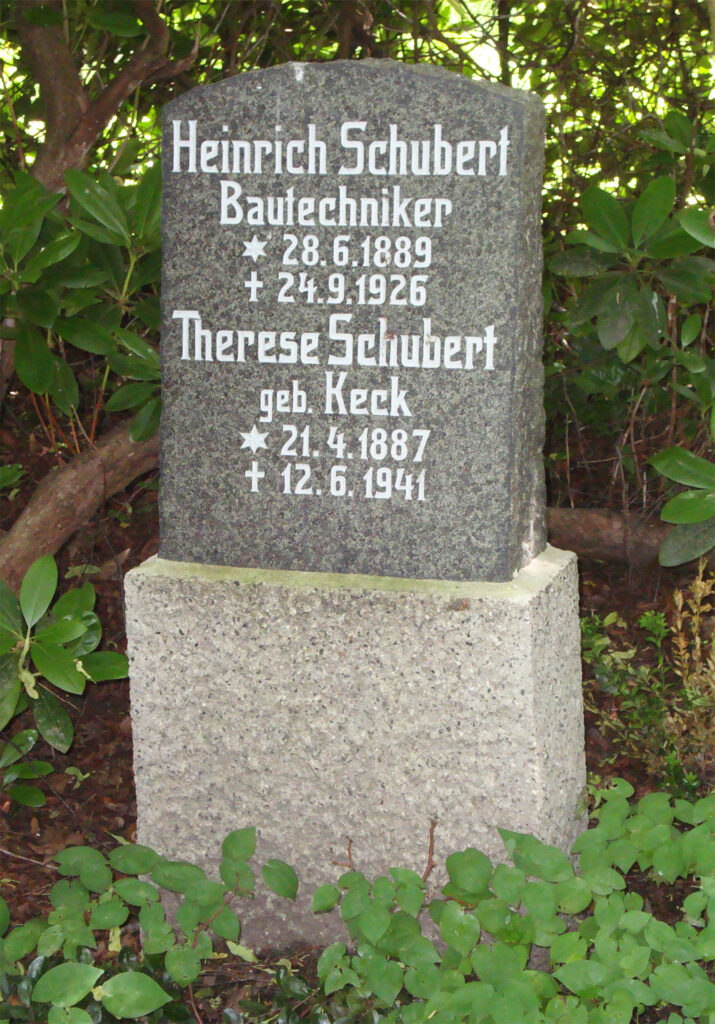 Heinrich Schubert
Bautechniker
* 28.6.1889
† 24.9.1926
Therese Schubert
geb. Keck
* 21.4.1887
† 12.6.1941